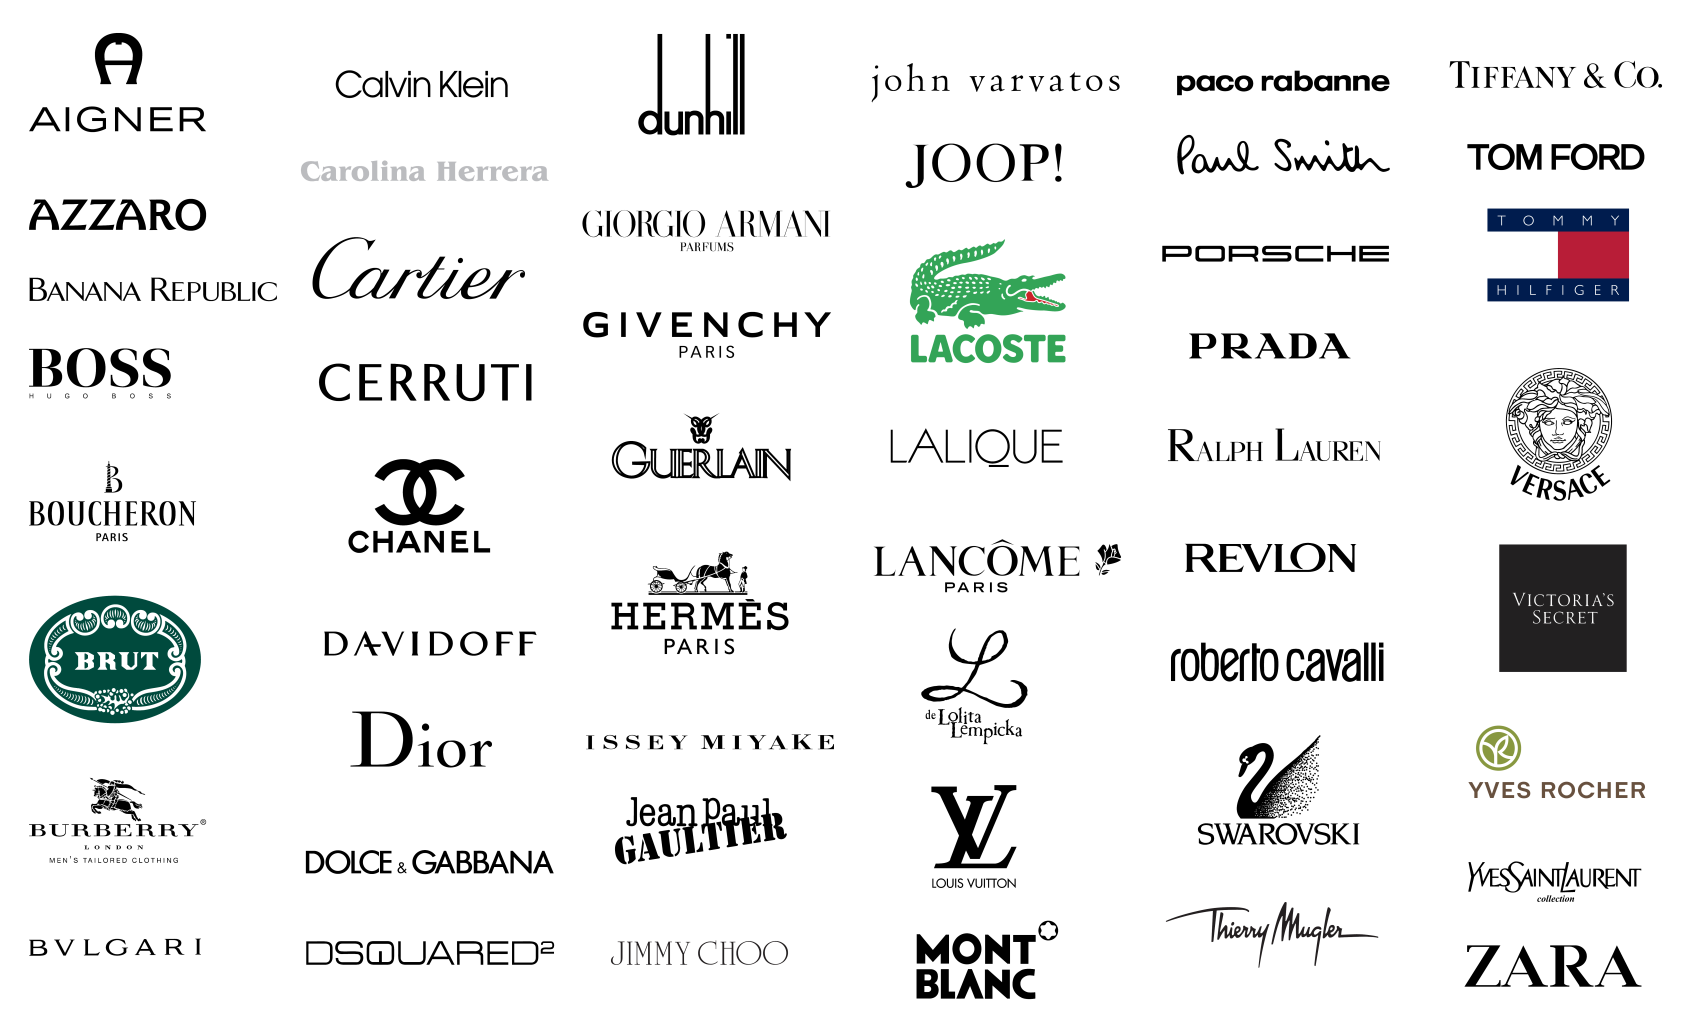 AIGNER
AZZARO
BANANA REPUBLIC
BOSS
HUGO BOSS
B
BOUCHERON
PARIS
BRUT
BURBERRY®
LONDON
MEN'S TAILORED CLOTHING
BVLGARI
Calvin Klein
Carolina Herrera
Cartier
CERRUTI
CHANEL
DAVIDOFF
Dior
DOLCE & GABBANA
DSQUARED2
dunhill
GIORGIO ARMANI
PARFUMS
GIVENCHY
PARIS
GUERLAIN
HERMÈS
PARIS
ISSEY MIYAKE
Jean Paul
GAULTIER
JIMMY CHOO
john varvatos
JOOP!
LACOSTE
LALIQUE
LANCÔME
PARIS
L
de Lolita
Lempicka
LV
LOUIS VUITTON
MONT
BLANC
paco rabanne
Paul Smith
PORSCHE
PRADA
RALPH LAUREN
REVLON
roberto cavalli
SWAROVSKI
Thierry Mugler
TIFFANY & CO.
TOM FORD
TOMMY
HILFIGER
VERSACE
VICTORIA'S
SECRET
YVES ROCHER
YVESSAINTLAURENT
collection
ZARA